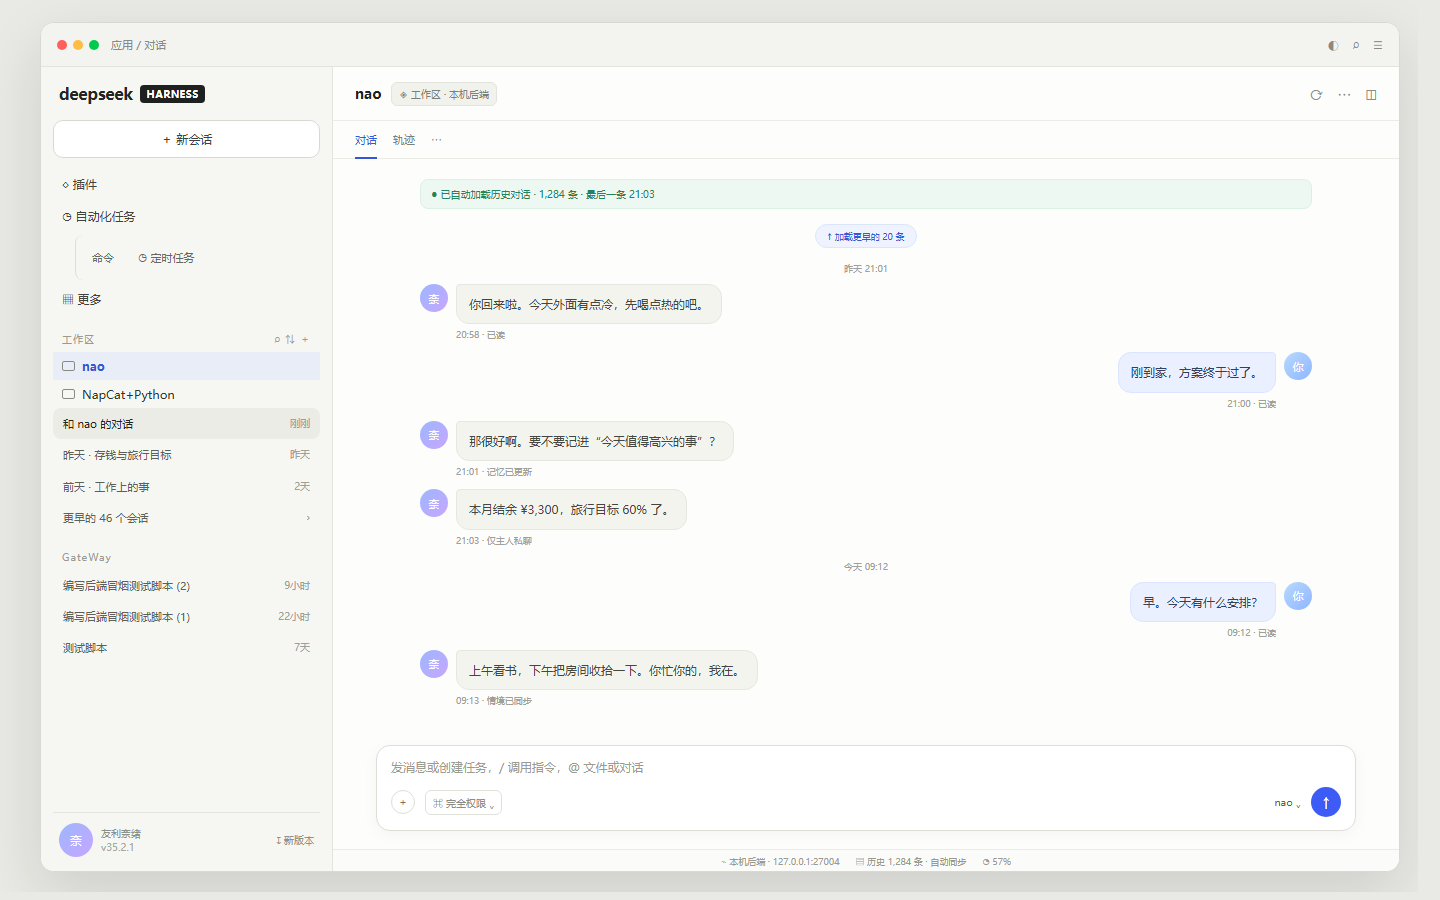 应用 / 对话
deepseek HARNESS
+ 新会话
插件
自动化任务
命令 定时任务
更多
工作区
nao
NapCat+Python
和 nao 的对话 刚刚
昨天 · 存钱与旅行目标 昨天
前天 · 工作上的事 2天
更早的 46 个会话 ›
GateWay
编写后端冒烟测试脚本 (2) 9小时
编写后端冒烟测试脚本 (1) 22小时
测试脚本 7天
奈 友利奈绪
v35.2.1
新版本
nao 工作区 · 本机后端
对话 轨迹 ···
已自动加载历史对话 · 1,284 条 · 最后一条 21:03
↑ 加载更早的 20 条
昨天 21:01
奈 你回来啦。今天外面有点冷，先喝点热的吧。
20:58 · 已读
刚到家，方案终于过了。 你
21:00 · 已读
奈 那很好啊。要不要记进“今天值得高兴的事”？
21:01 · 记忆已更新
奈 本月结余 ¥3,300，旅行目标 60% 了。
21:03 · 仅主人私聊
今天 09:12
早。今天有什么安排？ 你
09:12 · 已读
奈 上午看书，下午把房间收拾一下。你忙你的，我在。
09:13 · 情境已同步
发消息或创建任务，/ 调用指令，@ 文件或对话
+ ⌘ 完全权限 nao ↑
~ 本机后端 · 127.0.0.1:27004 历史 1,284 条 · 自动同步 57%